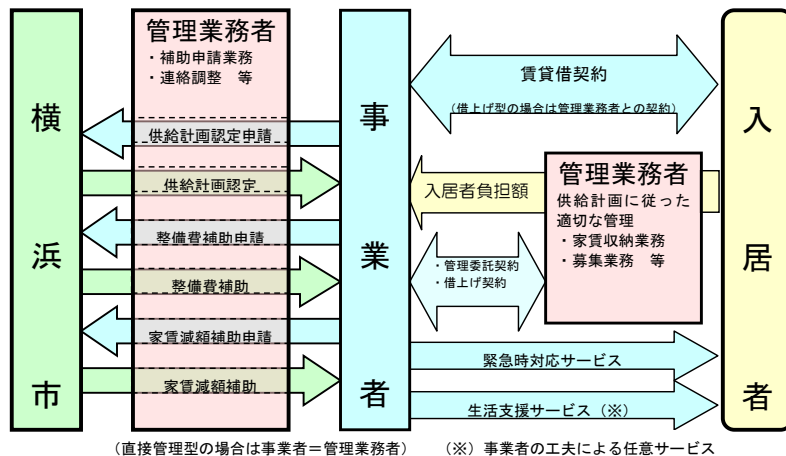 横浜市
管理業務者
・補助申請業務
・連絡調整　等
供給計画認定申請
供給計画認定
整備費補助申請
整備費補助
家賃減額補助申請
家賃減額補助
事業者
賃貸借契約
(借上げ型の場合は管理業務者との契約)
入居者負担額
管理業務者
供給計画に従った
適切な管理
・家賃収納業務
・募集業務　等
・管理委託契約
・借上げ契約
緊急時対応サービス
生活支援サービス（※）
入居者
（直接管理型の場合は事業者＝管理業務者）
（※）事業者の工夫による任意サービス